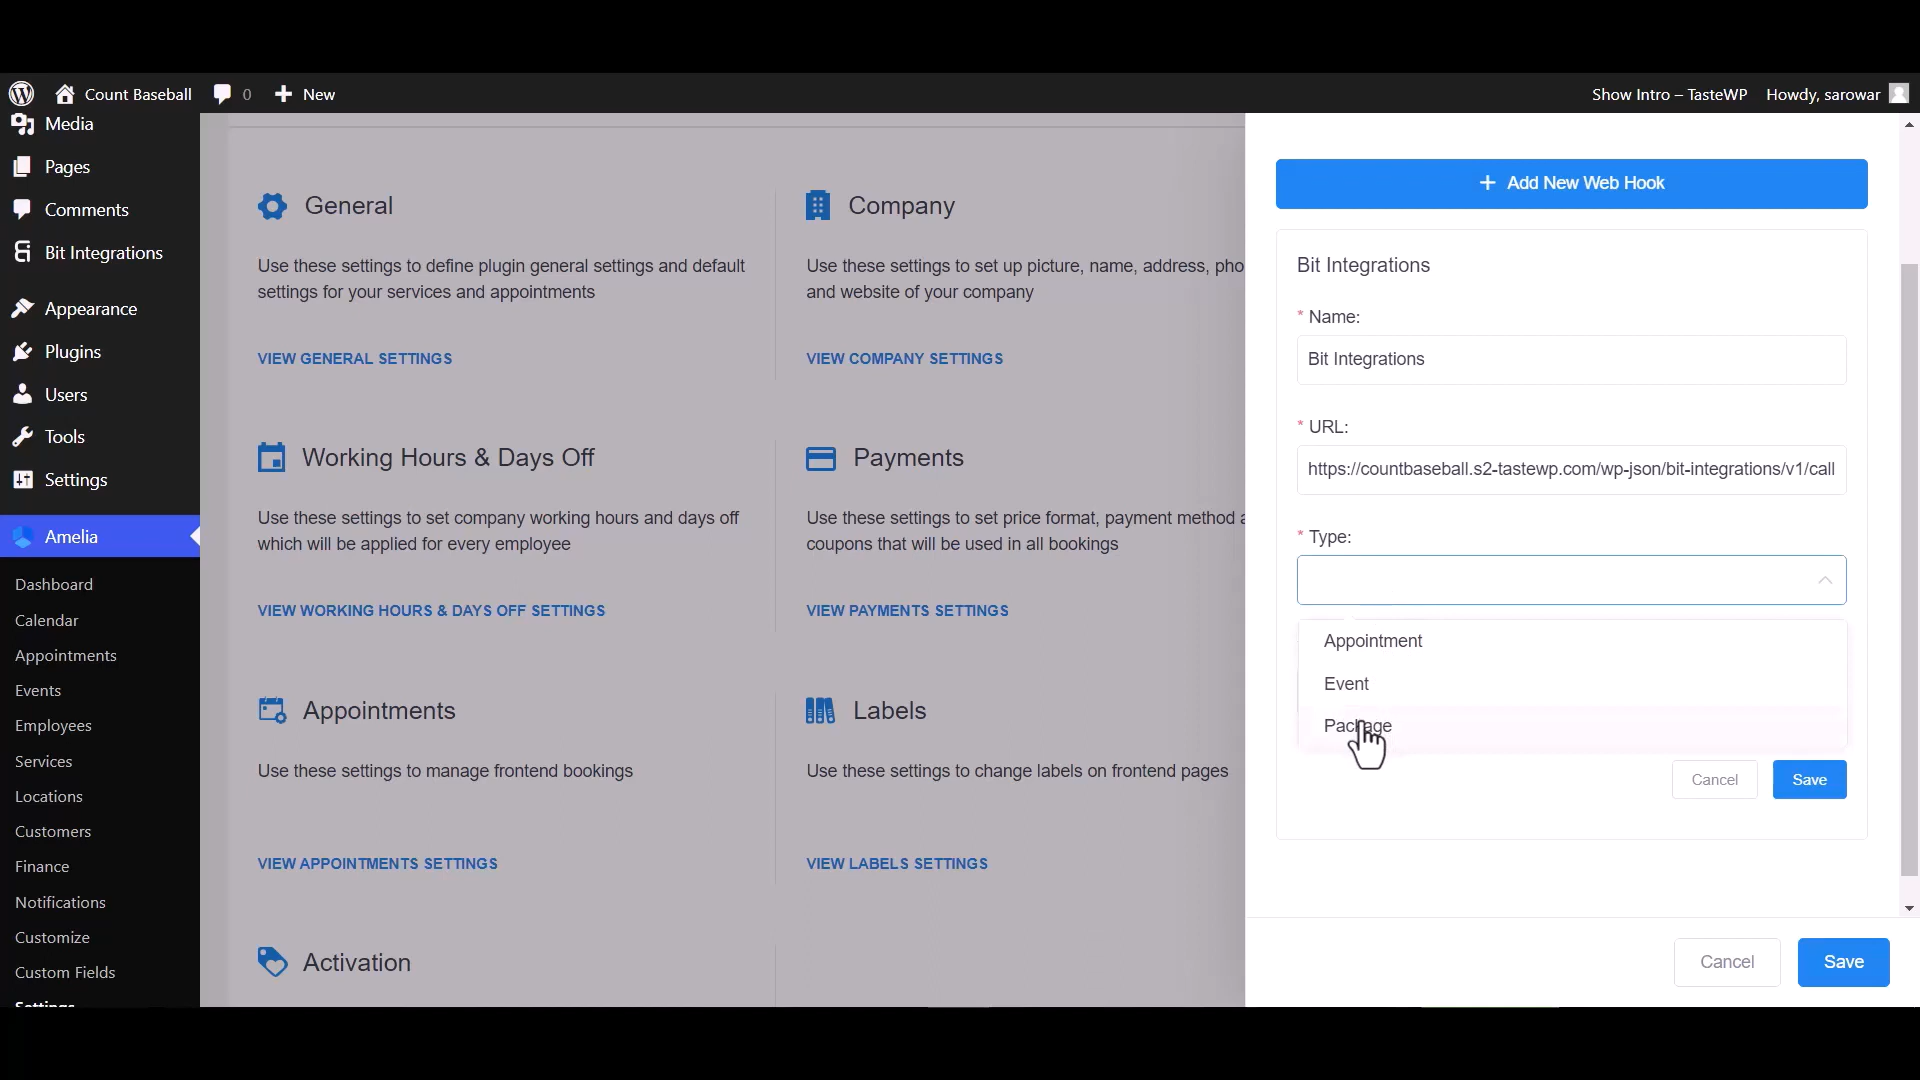 Count Baseball
0
New
Show Intro – TasteWP
Howdy, sarowar
Media
Pages
Comments
Bit Integrations
Appearance
Plugins
Users
Tools
Settings
Amelia
Dashboard
Calendar
Appointments
Events
Employees
Services
Locations
Customers
Finance
Notifications
Customize
Custom Fields
Settings
General
Use these settings to define plugin general settings and default
settings for your services and appointments
VIEW GENERAL SETTINGS
Company
Use these settings to set up picture, name, address, pho
and website of your company
VIEW COMPANY SETTINGS
Working Hours & Days Off
Use these settings to set company working hours and days off
which will be applied for every employee
VIEW WORKING HOURS & DAYS OFF SETTINGS
Payments
Use these settings to set price format, payment method a
coupons that will be used in all bookings
VIEW PAYMENTS SETTINGS
Appointments
Use these settings to manage frontend bookings
VIEW APPOINTMENTS SETTINGS
Labels
Use these settings to change labels on frontend pages
VIEW LABELS SETTINGS
Activation
+ Add New Web Hook
Bit Integrations
* Name:
Bit Integrations
* URL:
https://countbaseball.s2-tastewp.com/wp-json/bit-integrations/v1/call
* Type:
Appointment
Event
Package
Cancel
Save
Cancel
Save